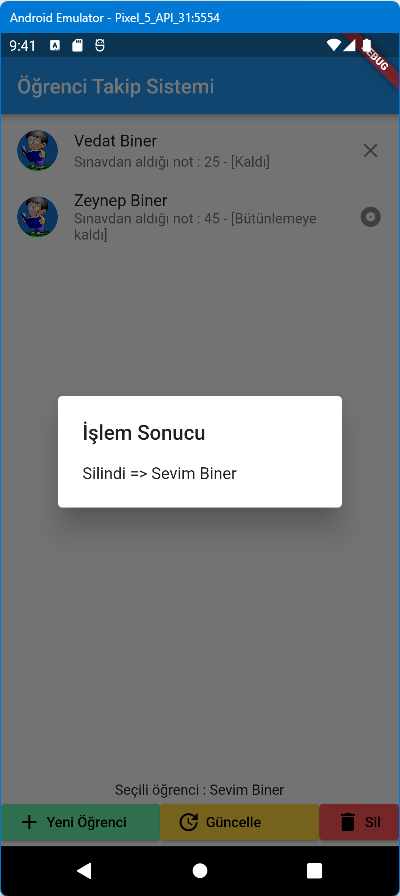 Android Emulator - Pixel_5_API_31:5554
9:41
DEBUG
Öğrenci Takip Sistemi
Vedat Biner
Sınavdan aldığı not : 25 - [Kaldı]
Zeynep Biner
Sınavdan aldığı not : 45 - [Bütünlemeye
kaldı]
İşlem Sonucu
Silindi => Sevim Biner
Seçili öğrenci : Sevim Biner
Yeni Öğrenci Güncelle Sil